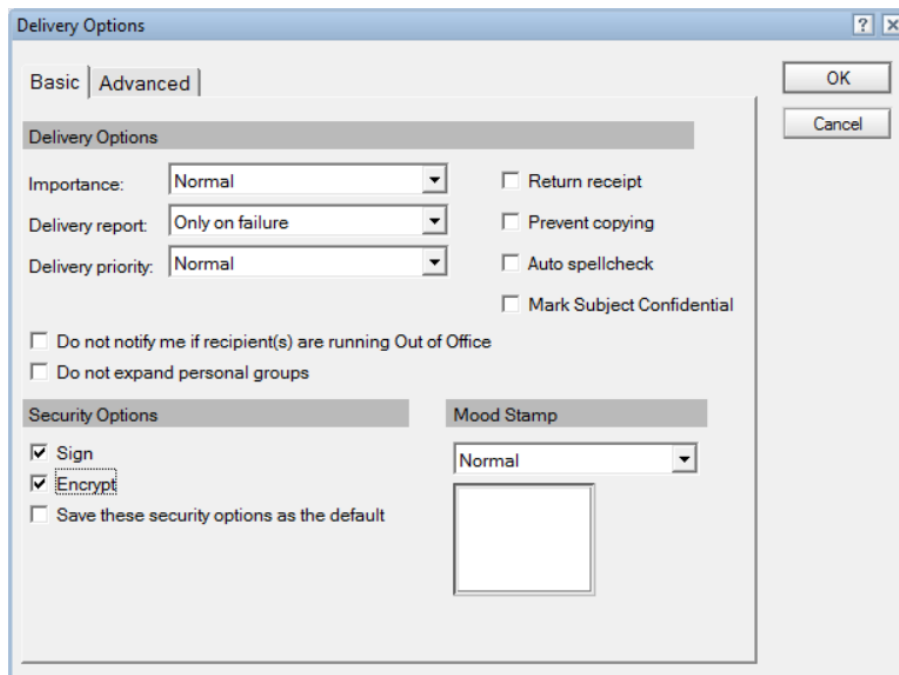 Delivery Options
Basic Advanced
OK
Cancel
Delivery Options
Importance: Normal
Return receipt
Delivery report: Only on failure
Prevent copying
Delivery priority: Normal
Auto spellcheck
Mark Subject Confidential
Do not notify me if recipient(s) are running Out of Office
Do not expand personal groups
Security Options
Mood Stamp
Sign
Normal
Encrypt
Save these security options as the default